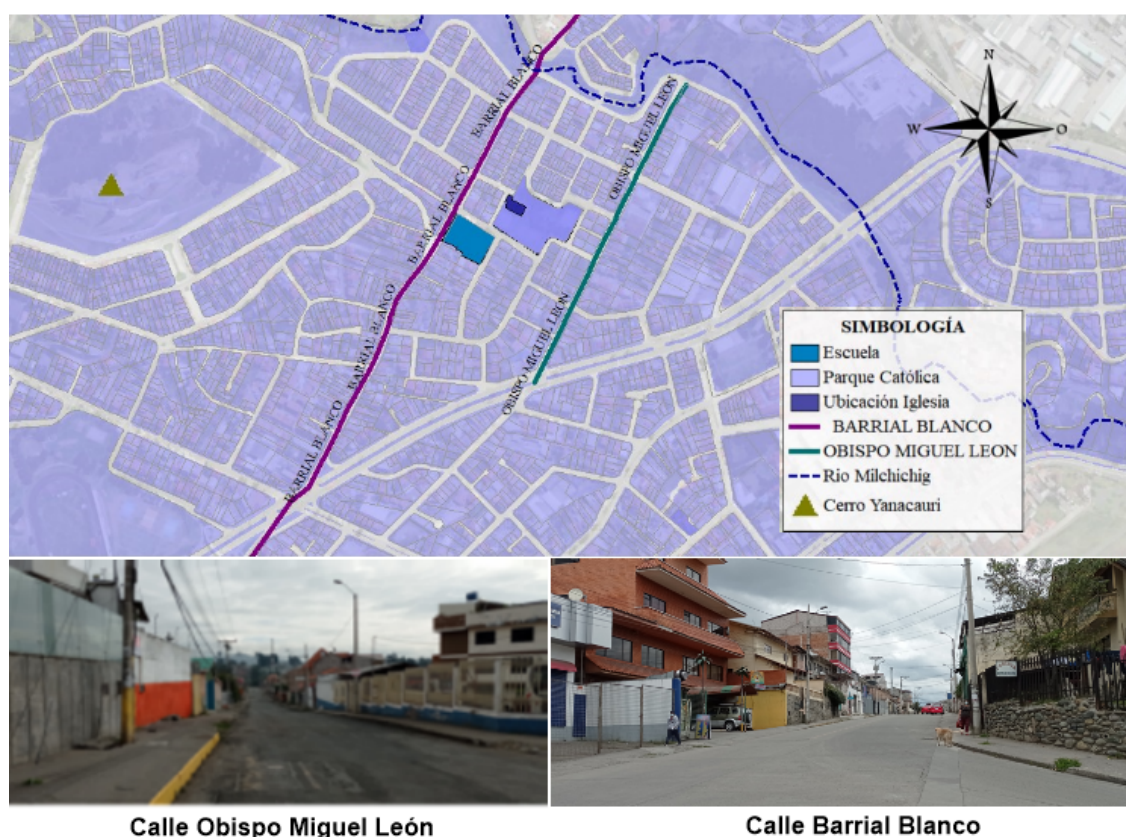 N
W
O
S
BARRIAL BLANCO
BARRIAL BLANCO
BARRIAL BLANCO
BARRIAL BLANCO
BARRIAL BLANCO
OBISPO MIGUEL LEON
OBISPO MIGUEL LEON
OBISPO MIGUEL LEON
SIMBOLOGÍA
Escuela
Parque Católica
Ubicación Iglesia
BARRIAL BLANCO
OBISPO MIGUEL LEON
Rio Milchichig
Cerro Yanacauri
Calle Obispo Miguel León
Calle Barrial Blanco